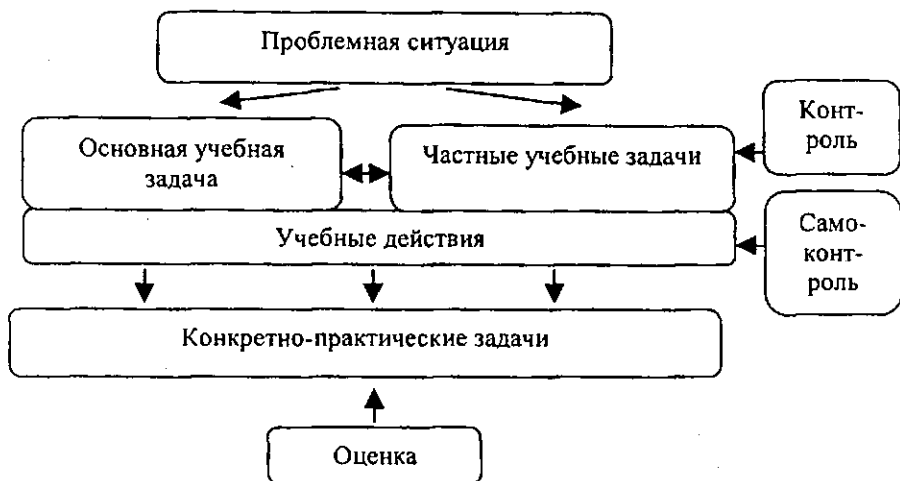 Проблемная ситуация
Основная учебная
задача
Частные учебные задачи
Конт-
роль
Учебные действия
Само-
конт-
роль
Конкретно-практические задачи
Оценка